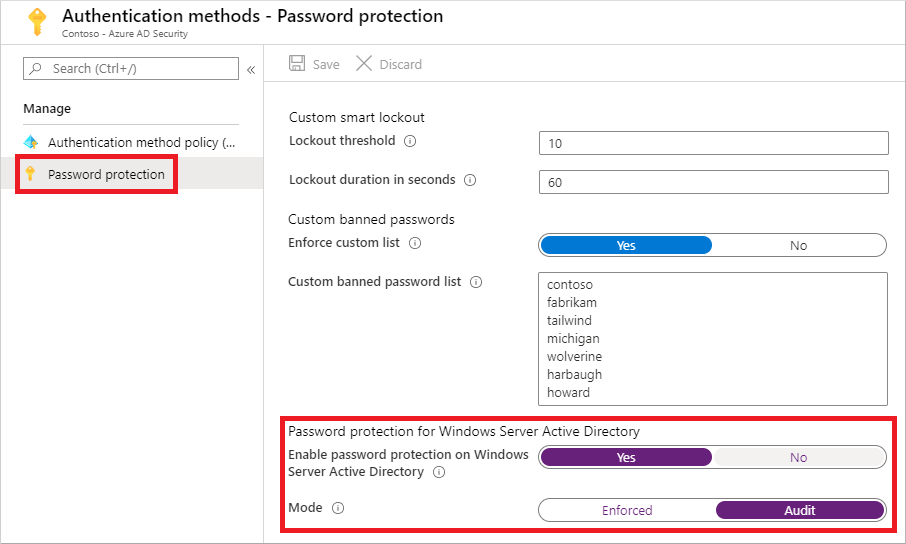 Authentication methods - Password protection
Contoso - Azure AD Security
Search (Ctrl+/)
«
Manage
Authentication method policy (...
Password protection
Save
Discard
Custom smart lockout
Lockout threshold
10
Lockout duration in seconds
60
Custom banned passwords
Enforce custom list
Yes
No
Custom banned password list
contoso
fabrikam
tailwind
michigan
wolverine
harbaugh
howard
Password protection for Windows Server Active Directory
Enable password protection on Windows
Server Active Directory
Yes
No
Mode
Enforced
Audit